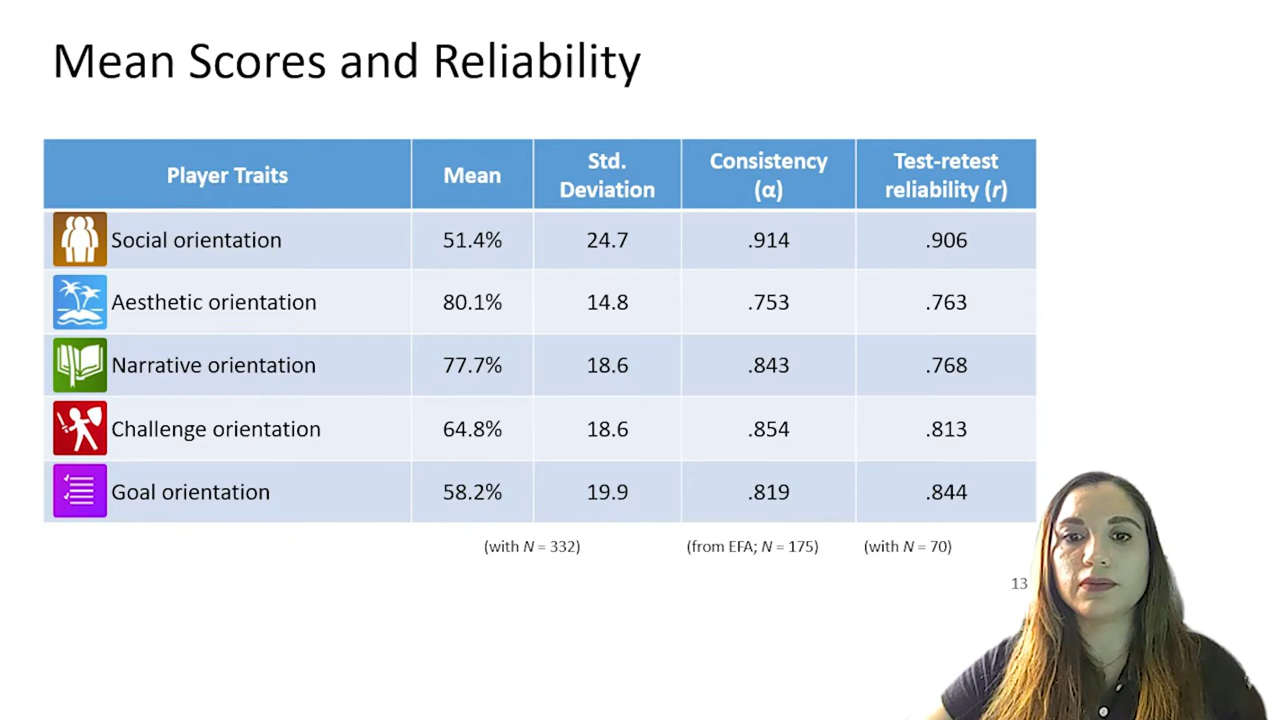 Mean Scores and Reliability
Player Traits Mean Std. Deviation Consistency (α) Test-retest reliability (r)
Social orientation 51.4% 24.7 .914 .906
Aesthetic orientation 80.1% 14.8 .753 .763
Narrative orientation 77.7% 18.6 .843 .768
Challenge orientation 64.8% 18.6 .854 .813
Goal orientation 58.2% 19.9 .819 .844
(with N = 332) (from EFA; N = 175) (with N = 70)
13